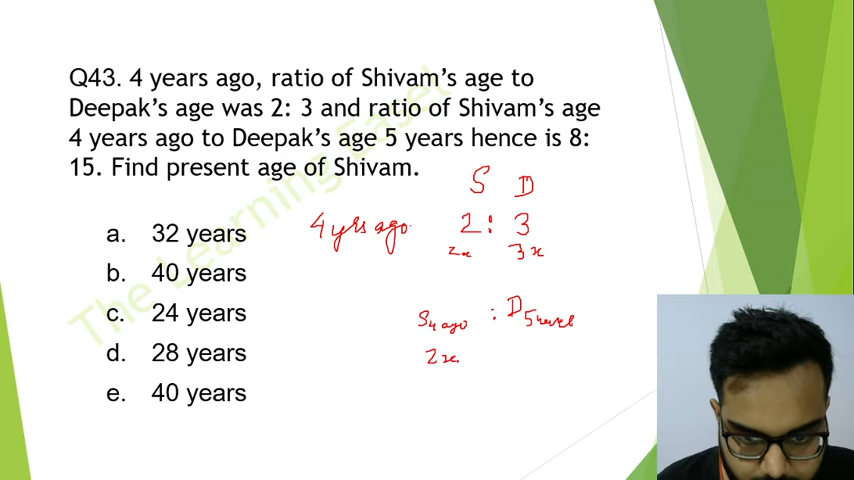 Q43. 4 years ago, ratio of Shivam's age to
Deepak's age was 2: 3 and ratio of Shivam's age
4 years ago to Deepak's age 5 years hence is 8:
15. Find present age of Shivam.
S D
4 yrs ago 2 : 3
2x 3x
S4 ago : D5
2x
a. 32 years
b. 40 years
c. 24 years
d. 28 years
e. 40 years
The Learning Ease!